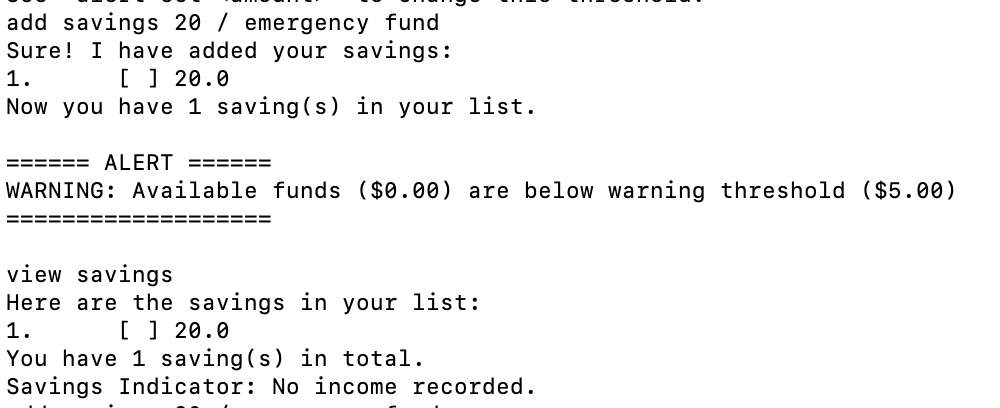 add savings 20 / emergency fund
Sure! I have added your savings:
1.      [ ] 20.0
Now you have 1 saving(s) in your list.

====== ALERT ======
WARNING: Available funds ($0.00) are below warning threshold ($5.00)
===================

view savings
Here are the savings in your list:
1.      [ ] 20.0
You have 1 saving(s) in total.
Savings Indicator: No income recorded.